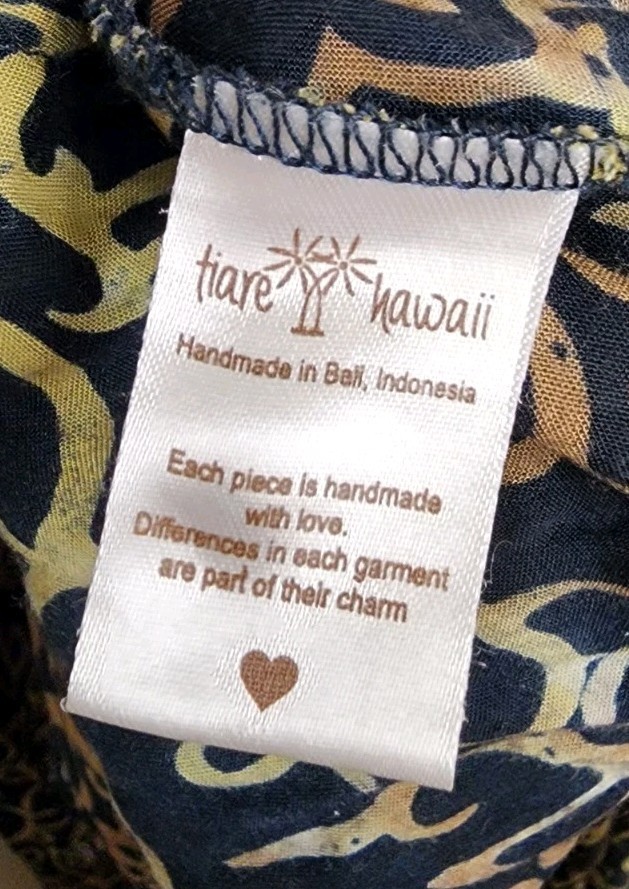 tiare hawaii
Handmade in Bali, Indonesia
Each piece is handmade
with love.
Differences in each garment
are part of their charm